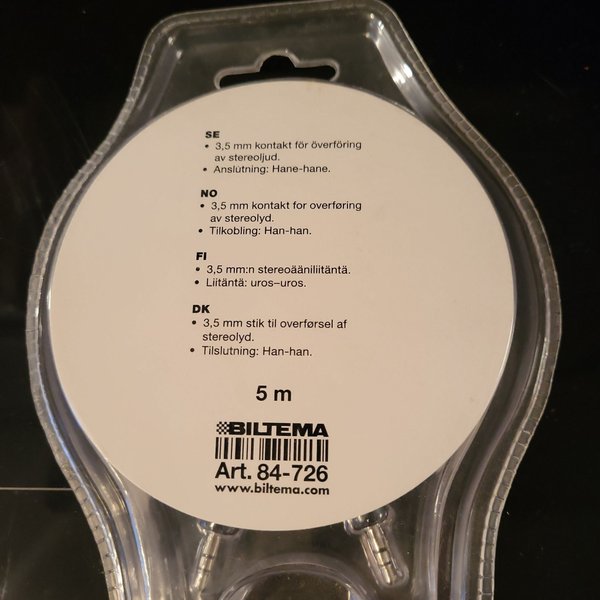 SE
• 3,5 mm kontakt för överföring
av stereoljud.
• Anslutning: Hane-hane.
NO
• 3,5 mm kontakt for overføring
av stereolyd.
• Tilkobling: Han-han.
FI
• 3,5 mm:n stereoääniliitäntä.
• Liitäntä: uros–uros.
DK
• 3,5 mm stik til overførsel af
stereolyd.
• Tilslutning: Han-han.
5 m
BILTEMA
Art. 84-726
www.biltema.com